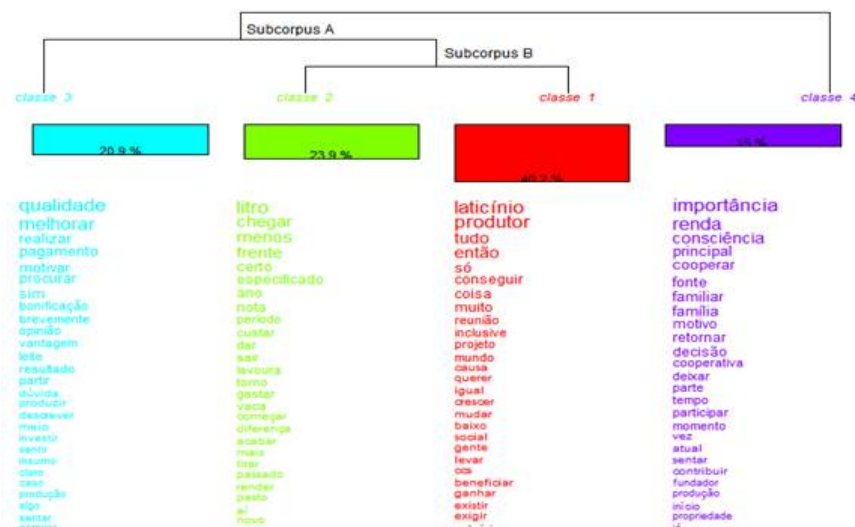 Subcorpus A
Subcorpus B
classe 3
classe 2
classe 1
classe 4
20.9 %
23.9 %
40.2 %
15 %
qualidade
melhorar
realizar
pagamento
motivar
procurar
sim
bonificação
brevemente
opinião
vantagem
leite
resultado
partir
dúvida
produzir
descrever
meio
investir
sentir
insumo
claro
caso
produção
algo
litro
chegar
menos
frente
certo
especificado
ano
nota
período
custar
dar
sair
lavoura
torno
gastar
vaca
começar
diferença
acabar
mais
tirar
passado
render
pasto
aí
novo
laticínio
produtor
tudo
então
só
conseguir
coisa
muito
reunião
inclusive
projeto
mundo
causa
querer
igual
crescer
mudar
baixo
social
gente
levar
ccs
beneficiar
ganhar
existir
exigir
importância
renda
consciência
principal
cooperar
fonte
familiar
família
motivo
retornar
decisão
cooperativa
deixar
parte
tempo
participar
momento
vez
atual
sentar
contribuir
fundador
produção
início
propriedade